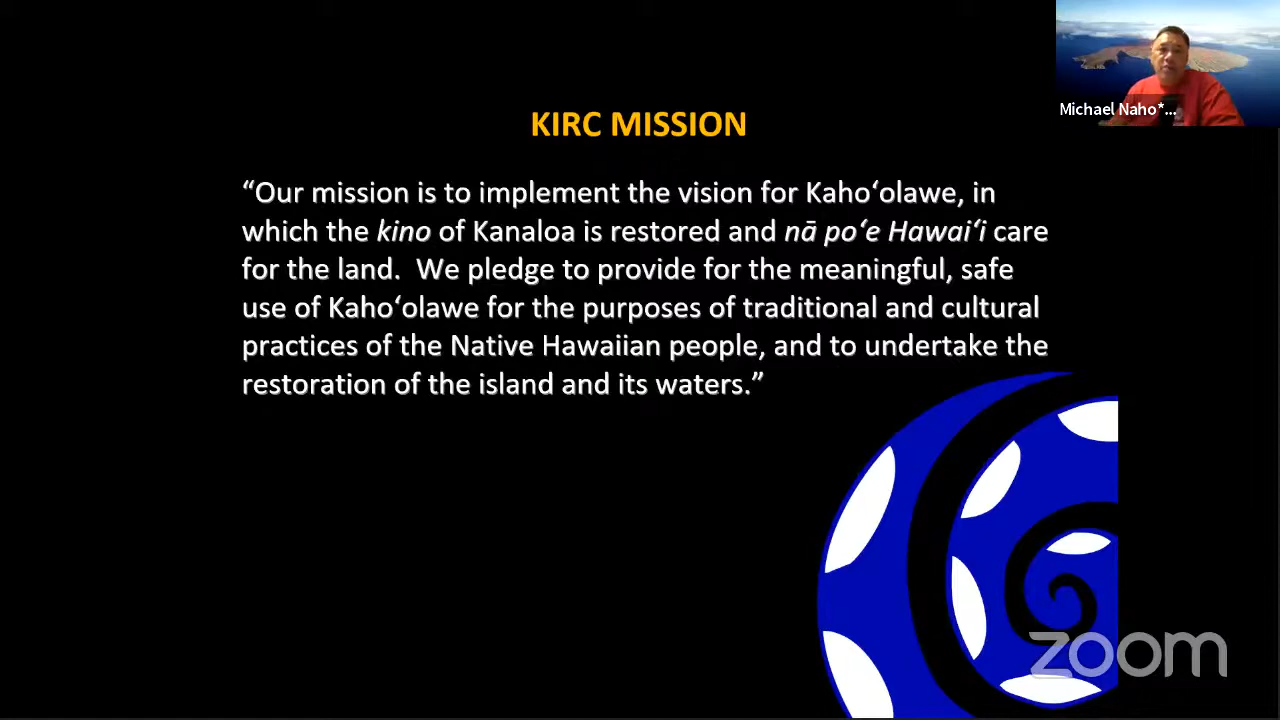 Michael Naho*...
KIRC MISSION
“Our mission is to implement the vision for Kahoʻolawe, in
which the kino of Kanaloa is restored and nā poʻe Hawaiʻi care
for the land.  We pledge to provide for the meaningful, safe
use of Kahoʻolawe for the purposes of traditional and cultural
practices of the Native Hawaiian people, and to undertake the
restoration of the island and its waters.”
zoom